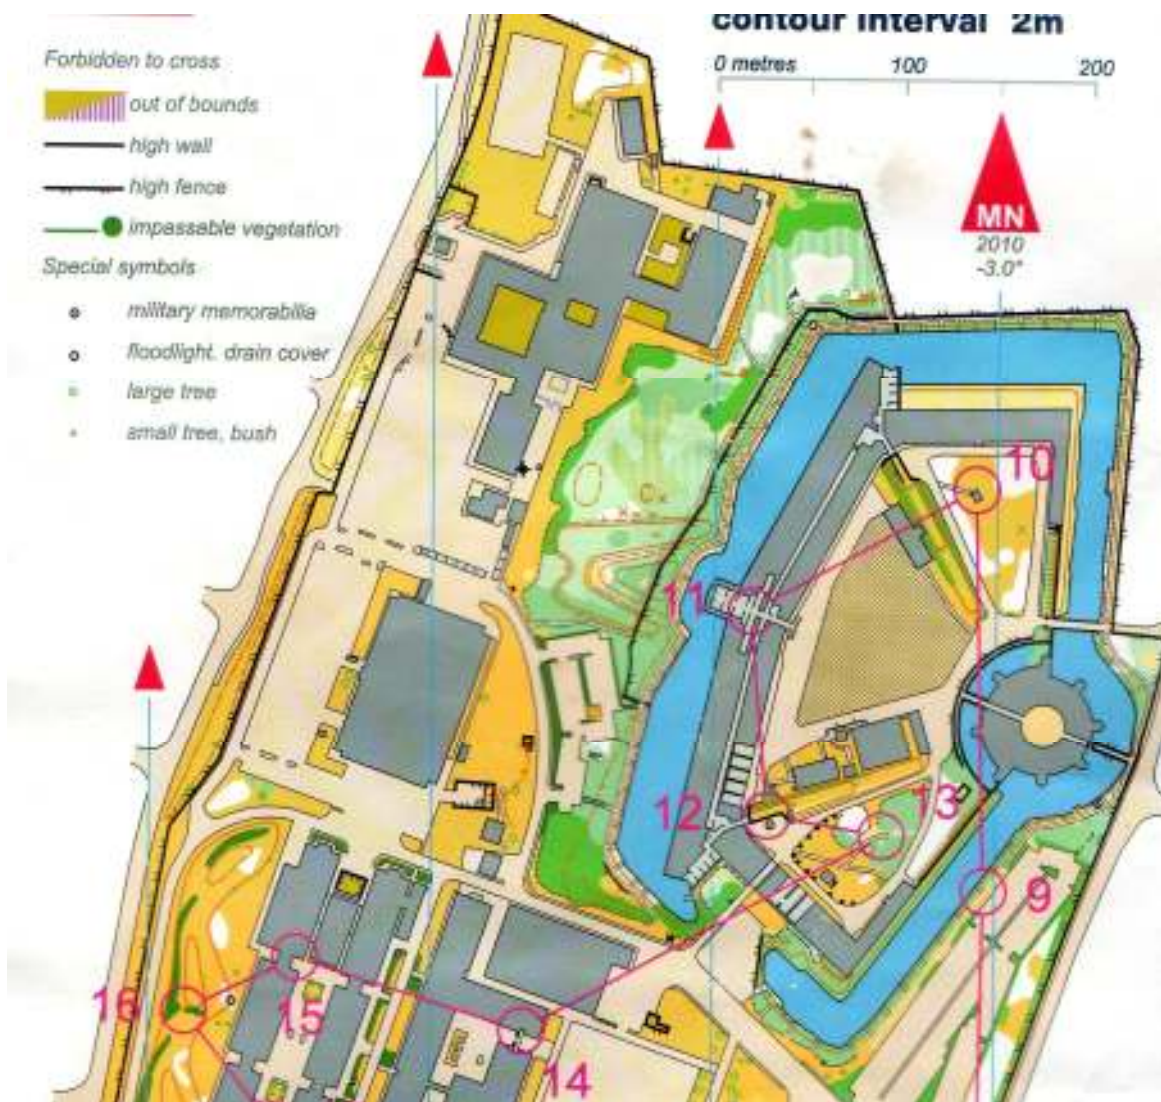 contour interval 2m
0 metres 100 200
Forbidden to cross
out of bounds
high wall
high fence
impassable vegetation
Special symbols
military memorabilia
floodlight. drain cover
large tree
small tree, bush
MN
2010
-3.0°
10
11
12
13
9
16
15
14